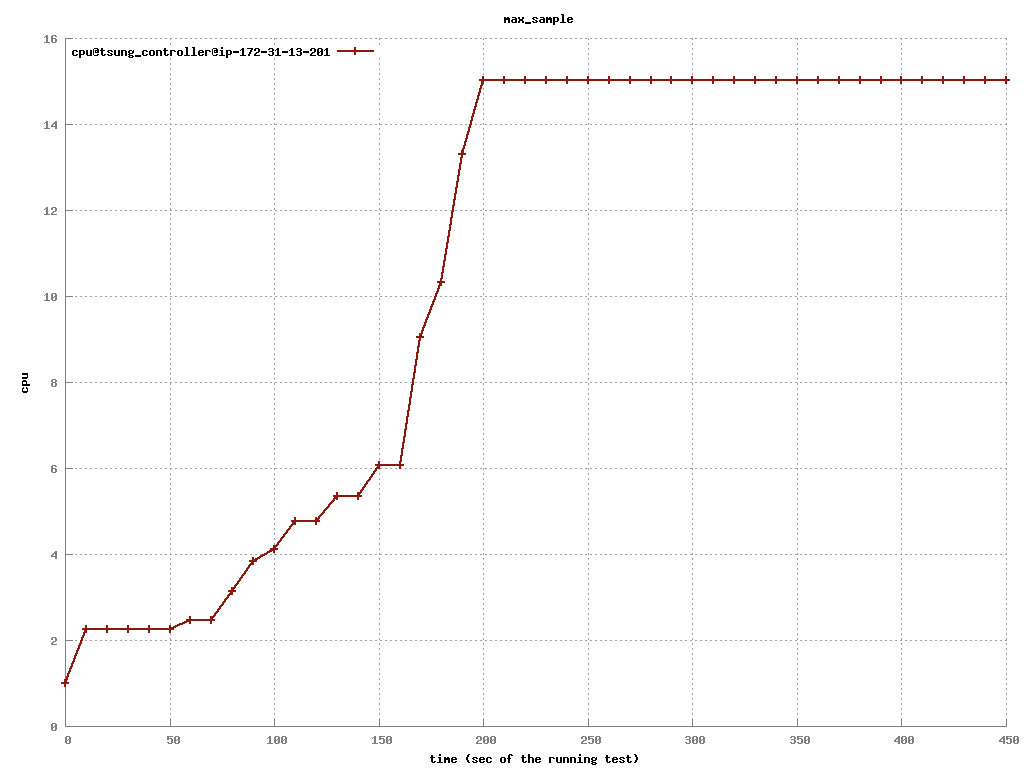 max_sample
cpu@tsung_controller@ip-172-31-13-201
16
14
12
10
8
6
4
2
0
cpu
0 50 100 150 200 250 300 350 400 450
time (sec of the running test)